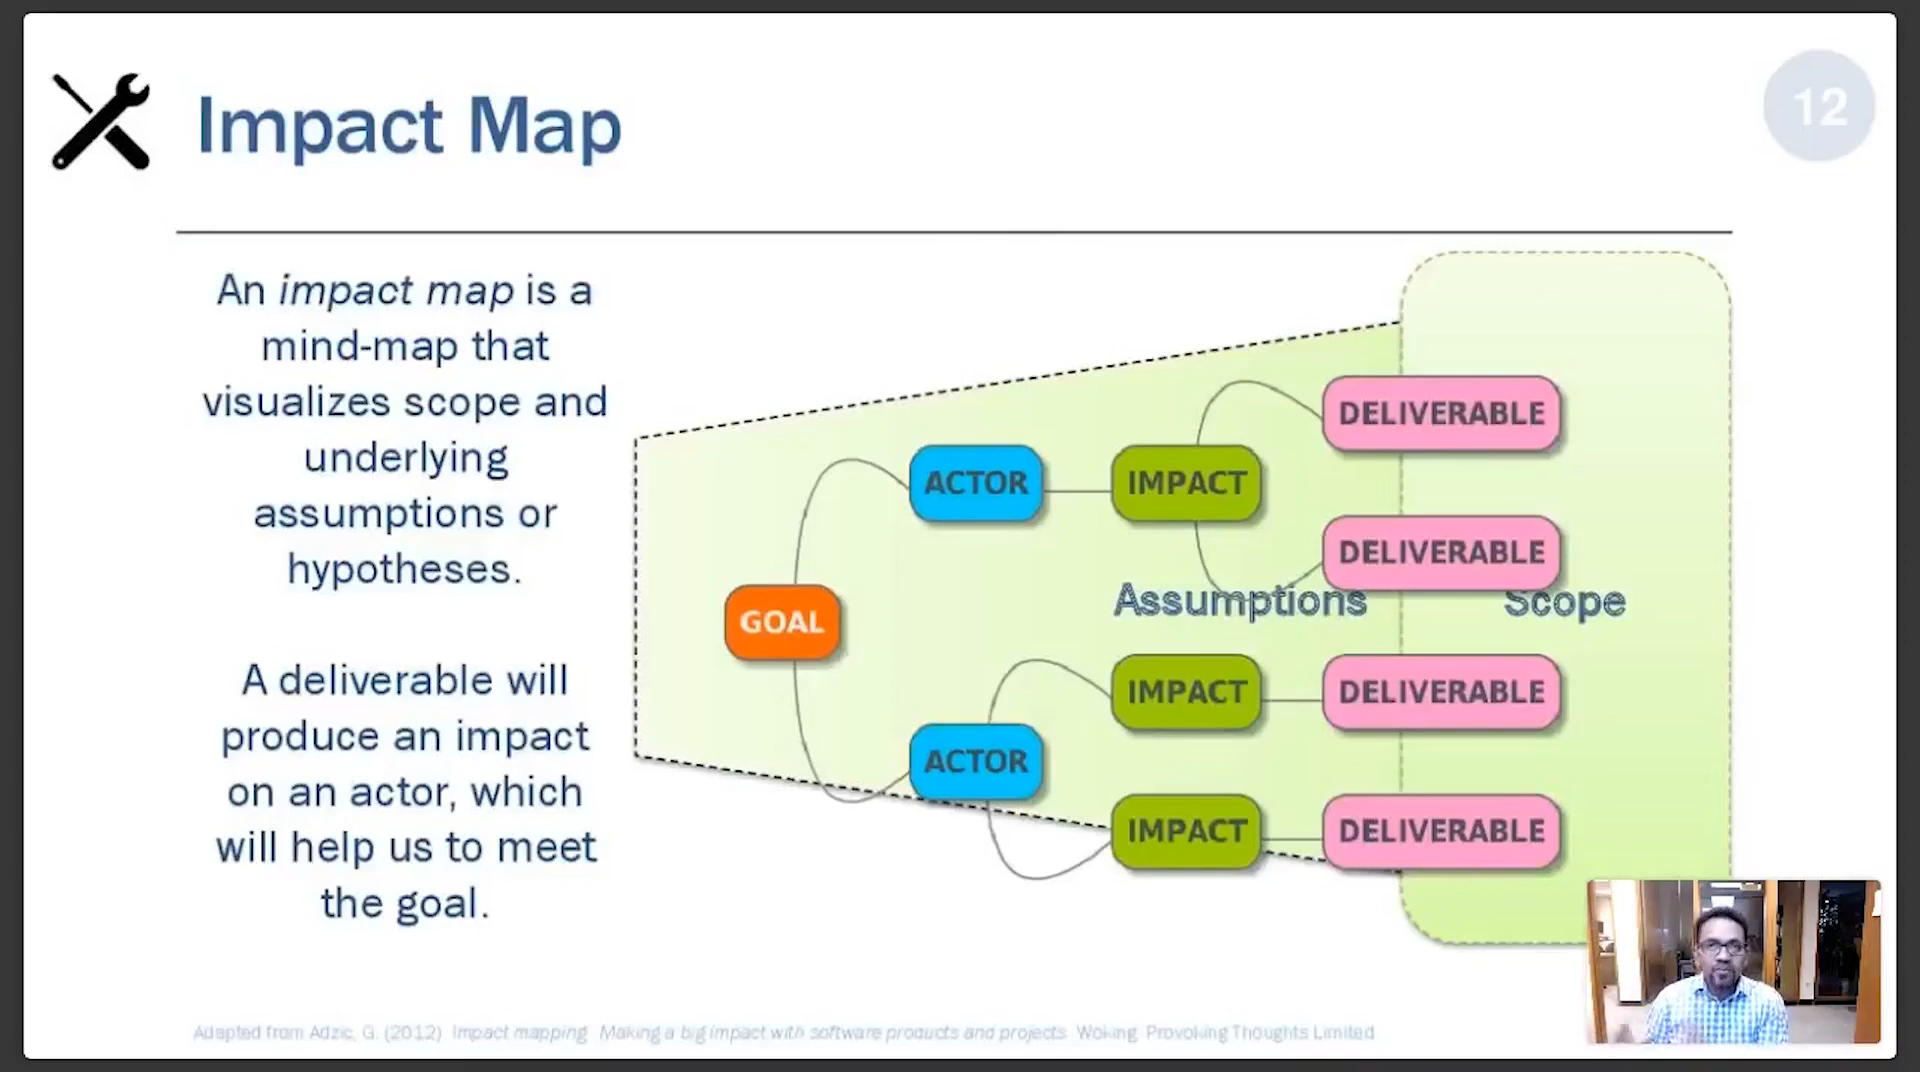 Impact Map
12
An impact map is a
mind-map that
visualizes scope and
underlying
assumptions or
hypotheses.
A deliverable will
produce an impact
on an actor, which
will help us to meet
the goal.
DELIVERABLE
ACTOR
IMPACT
DELIVERABLE
Assumptions
Scope
GOAL
IMPACT
DELIVERABLE
ACTOR
IMPACT
DELIVERABLE
Adapted from Adzic, G. (2012) Impact mapping Making a big impact with software products and projects Woking Provoking Thoughts Limited